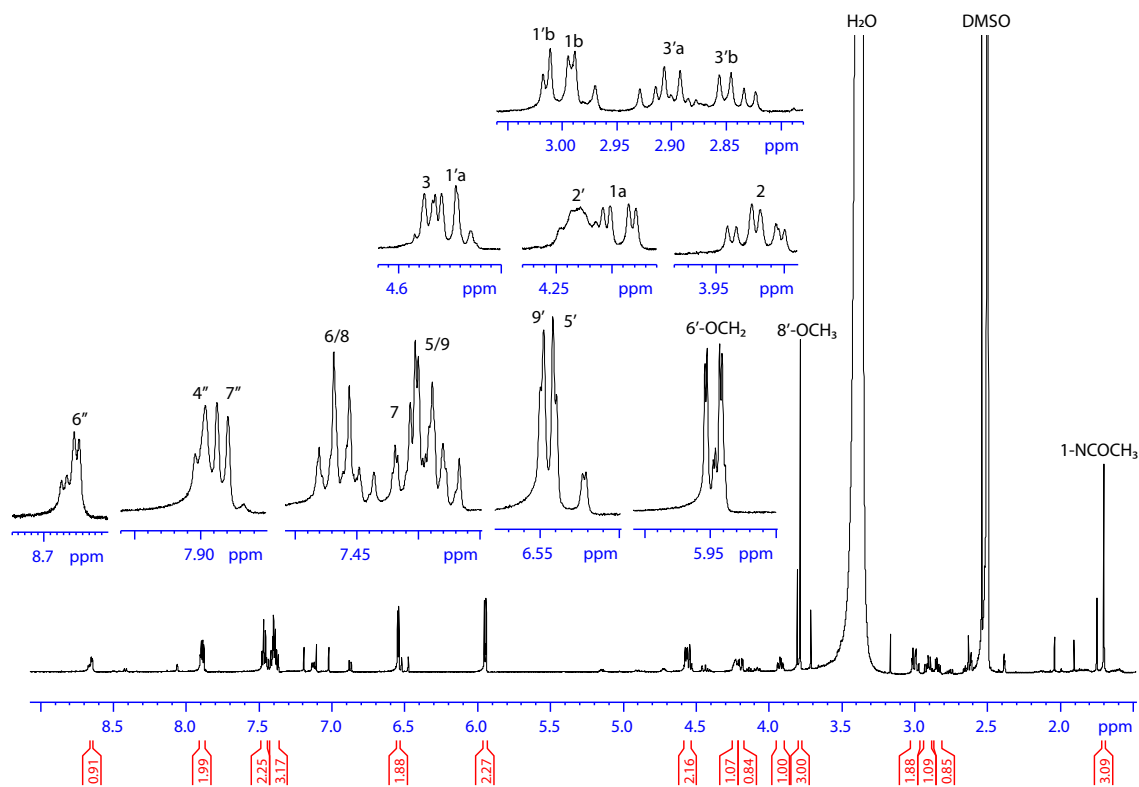 H₂O DMSO
1'b 1b 3'a 3'b
3.00 2.95 2.90 2.85 ppm
3 1'a 2' 1a 2
4.6 ppm 4.25 ppm 3.95 ppm
6'-OCH₂ 8'-OCH₃
9' 5'
6/8 5/9
7
4" 7"
6"
1-NCOCH₃
8.7 ppm 7.90 ppm 7.45 ppm 6.55 ppm 5.95 ppm
8.5 8.0 7.5 7.0 6.5 6.0 5.5 5.0 4.5 4.0 3.5 3.0 2.5 2.0 ppm
0.91 1.99 2.25 3.17 1.88 2.27 2.16 1.07 0.84 1.00 3.00 1.88 1.09 0.85 3.09